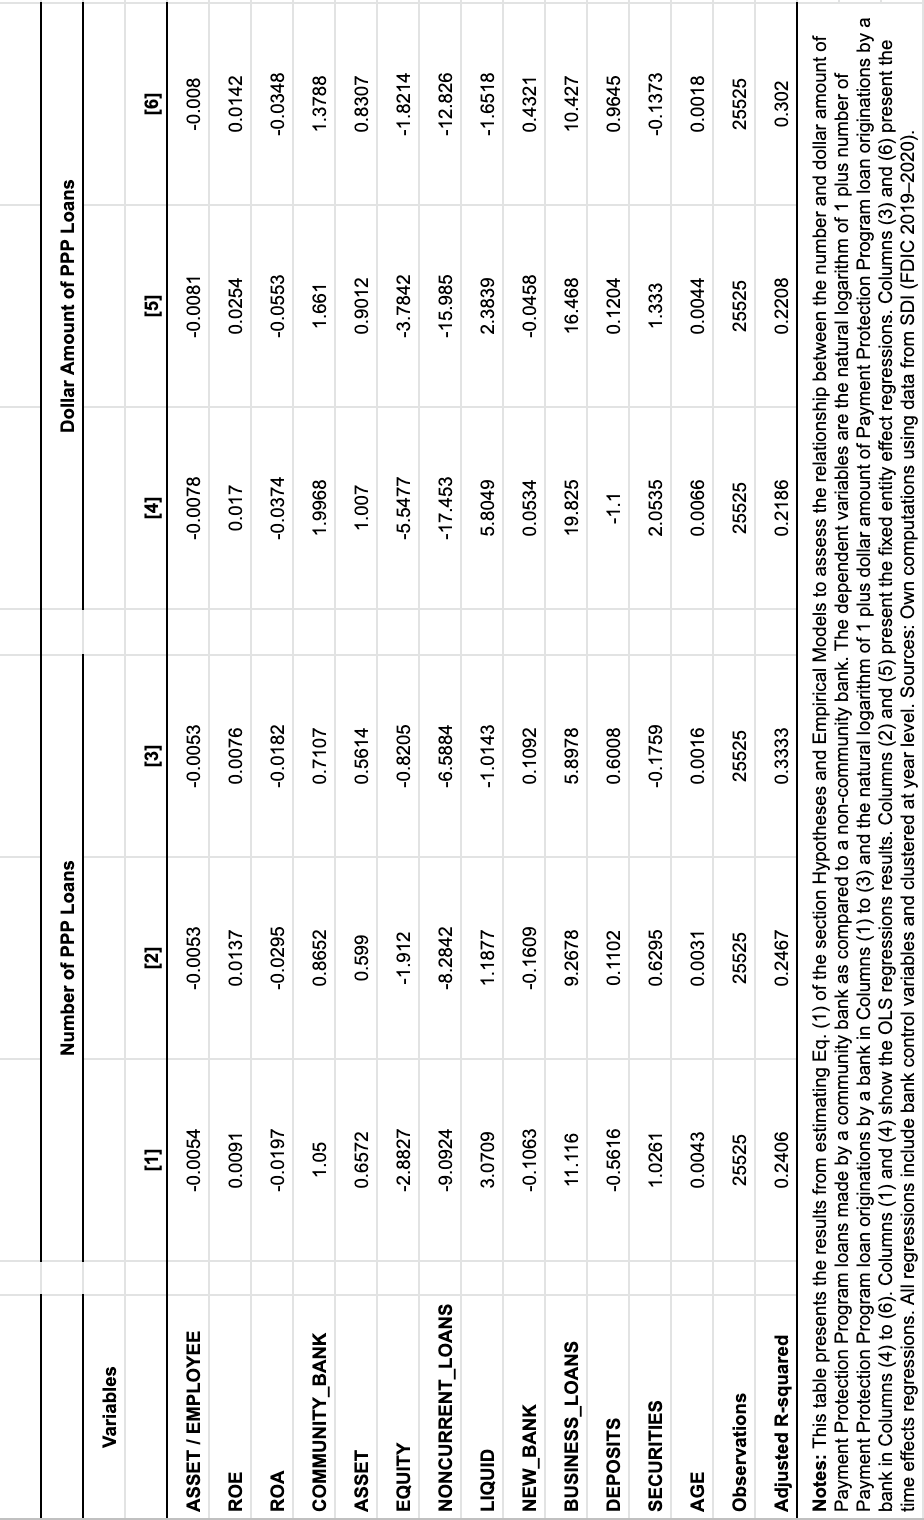 Number of PPP Loans Dollar Amount of PPP Loans
Variables
[1] [2] [3] [4] [5] [6]
ASSET / EMPLOYEE -0.0054 -0.0053 -0.0053 -0.0078 -0.0081 -0.008
ROE 0.0091 0.0137 0.0076 0.017 0.0254 0.0142
ROA -0.0197 -0.0295 -0.0182 -0.0374 -0.0553 -0.0348
COMMUNITY_BANK 1.05 0.8652 0.7107 1.9968 1.661 1.3788
ASSET 0.6572 0.599 0.5614 1.007 0.9012 0.8307
EQUITY -2.8827 -1.912 -0.8205 -5.5477 -3.7842 -1.8214
NONCURRENT_LOANS -9.0924 -8.2842 -6.5884 -17.453 -15.985 -12.826
LIQUID 3.0709 1.1877 -1.0143 5.8049 2.3839 -1.6518
NEW_BANK -0.1063 -0.1609 0.1092 0.0534 -0.0458 0.4321
BUSINESS_LOANS 11.116 9.2678 5.8978 19.825 16.468 10.427
DEPOSITS -0.5616 0.1102 0.6008 -1.1 0.1204 0.9645
SECURITIES 1.0261 0.6295 -0.1759 2.0535 1.333 -0.1373
AGE 0.0043 0.0031 0.0016 0.0066 0.0044 0.0018
Observations 25525 25525 25525 25525 25525 25525
Adjusted R-squared 0.2406 0.2467 0.3333 0.2186 0.2208 0.302
Notes: This table presents the results from estimating Eq. (1) of the section Hypotheses and Empirical Models to assess the relationship between the number and dollar amount of
Payment Protection Program loans made by a community bank as compared to a non-community bank. The dependent variables are the natural logarithm of 1 plus number of
Payment Protection Program loan originations by a bank in Columns (1) to (3) and the natural logarithm of 1 plus dollar amount of Payment Protection Program loan originations by a
bank in Columns (4) to (6). Columns (1) and (4) show the OLS regressions results. Columns (2) and (5) present the fixed entity effect regressions. Columns (3) and (6) present the
time effects regressions. All regressions include bank control variables and clustered at year level. Sources: Own computations using data from SDI (FDIC 2019–2020).